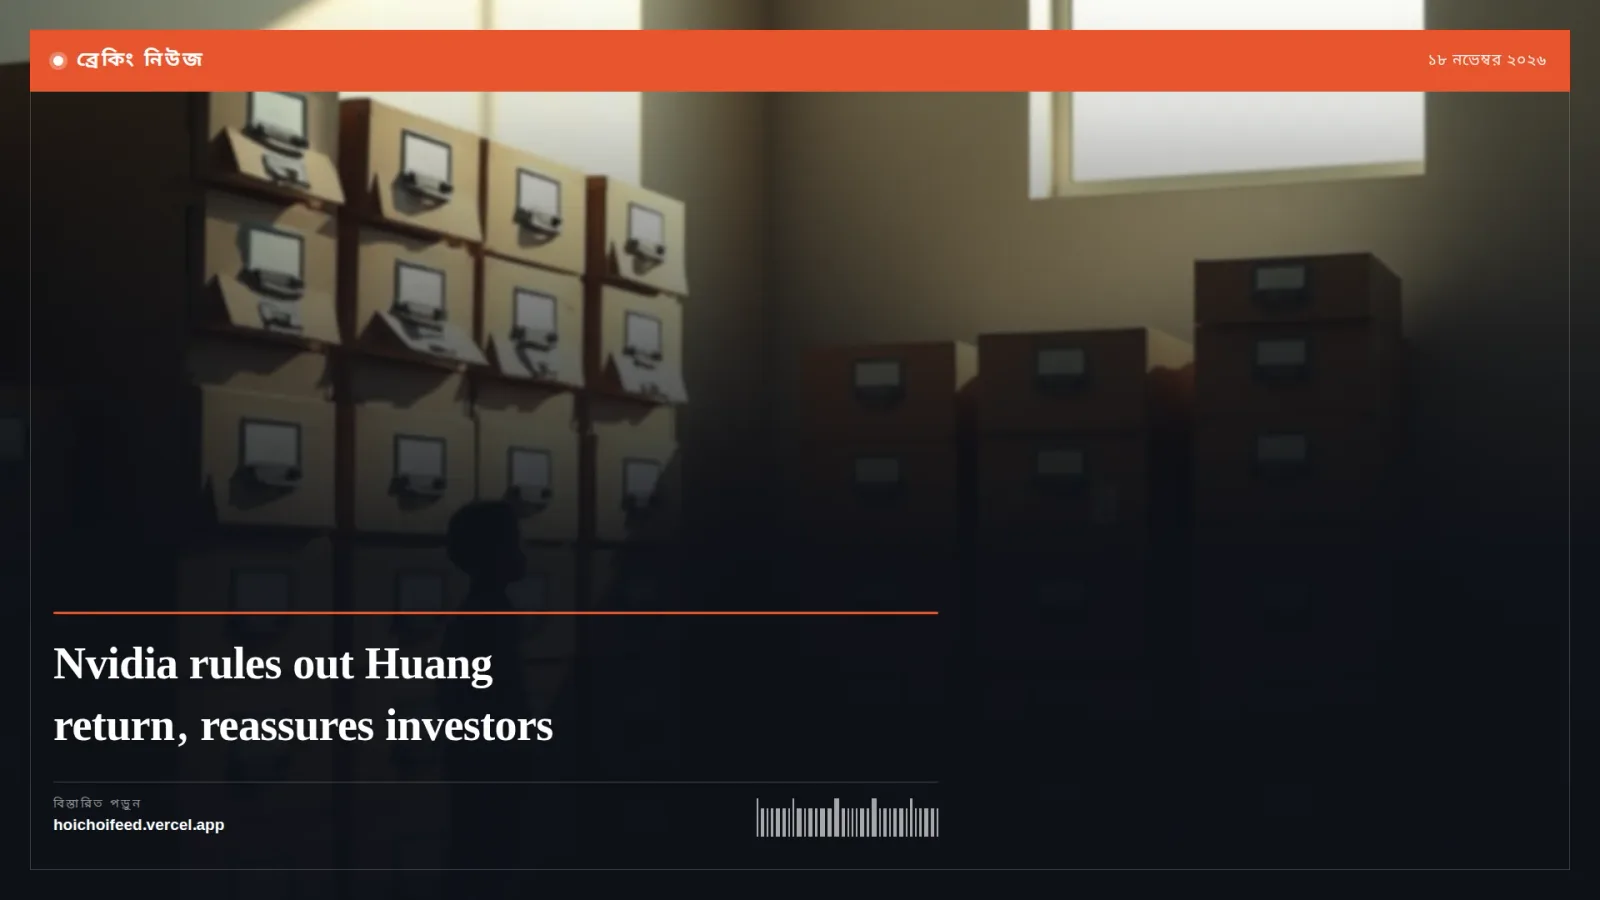 ব্রেকিং নিউজ
১৮ নভেম্বর ২০২৬
Nvidia rules out Huang
return, reassures investors
বিস্তারিত পড়ুন
hoichoifeed.vercel.app